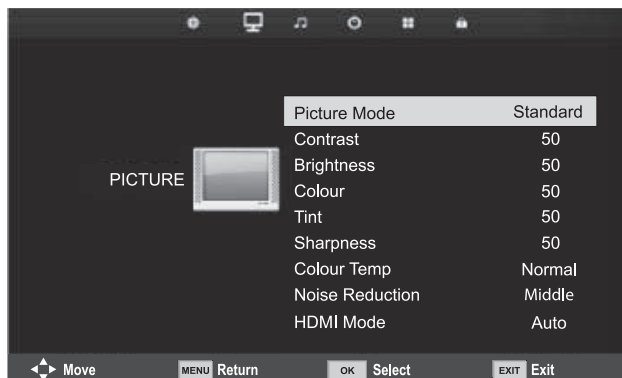 Picture Mode Standard
Contrast 50
Brightness 50
PICTURE
Colour 50
Tint 50
Sharpness 50
Colour Temp Normal
Noise Reduction Middle
HDMI Mode Auto
Move MENU Return OK Select EXIT Exit